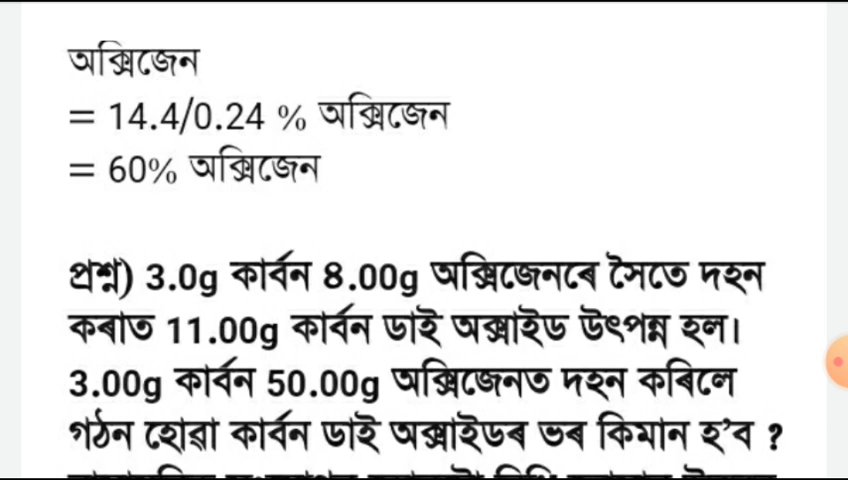 অক্সিজেন
= 14.4/0.24 % অক্সিজেন
= 60% অক্সিজেন
প্ৰশ্ন) 3.0g কাৰ্বন 8.00g অক্সিজেনৰে সৈতে দহন
কৰাত 11.00g কাৰ্বন ডাই অক্সাইড উৎপন্ন হল।
3.00g কাৰ্বন 50.00g অক্সিজেনত দহন কৰিলে
গঠন হোৱা কাৰ্বন ডাই অক্সাইডৰ ভৰ কিমান হ’ব ?